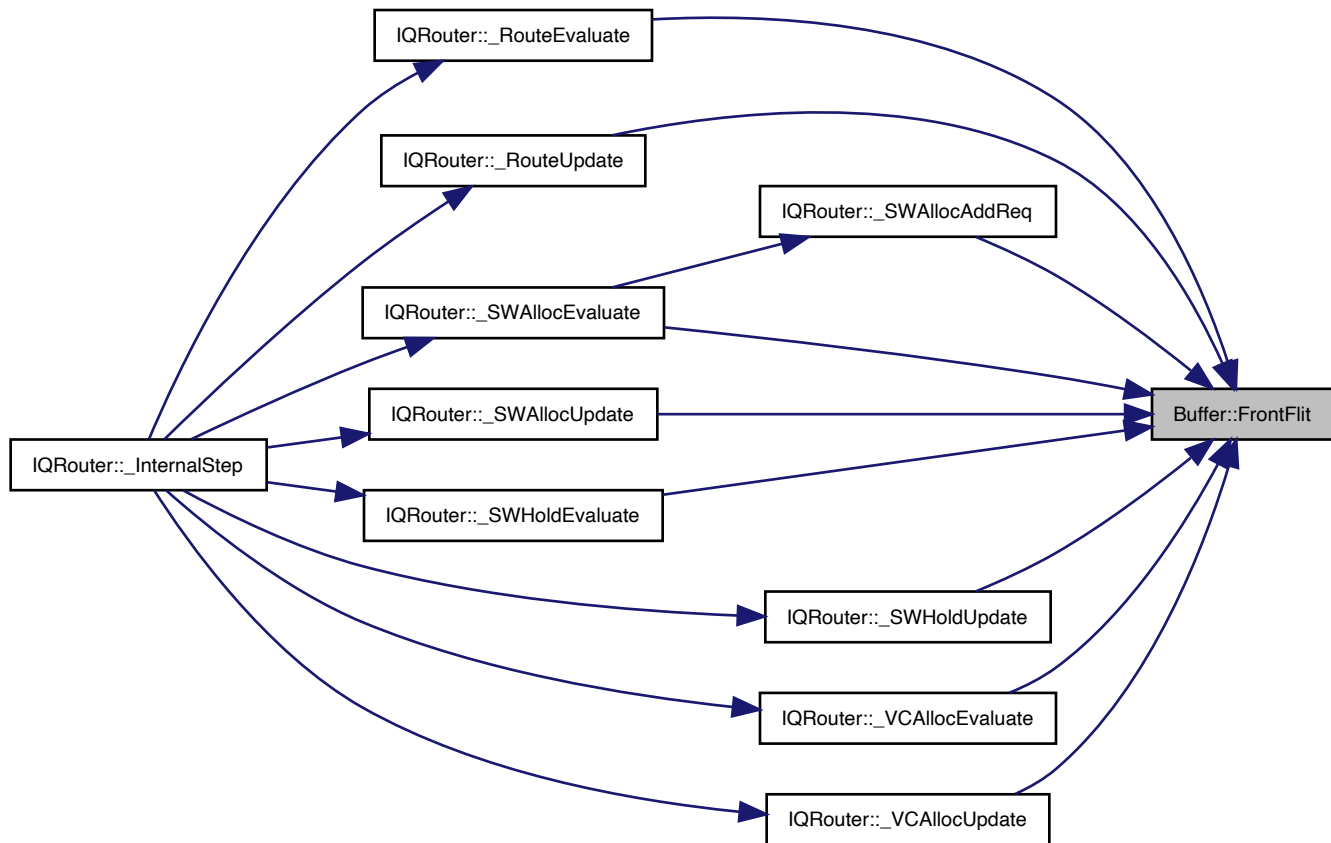 IQRouter::_RouteEvaluate
IQRouter::_RouteUpdate
IQRouter::_SWAllocAddReq
IQRouter::_SWAllocEvaluate
IQRouter::_SWAllocUpdate
Buffer::FrontFlit
IQRouter::_InternalStep
IQRouter::_SWHoldEvaluate
IQRouter::_SWHoldUpdate
IQRouter::_VCAllocEvaluate
IQRouter::_VCAllocUpdate